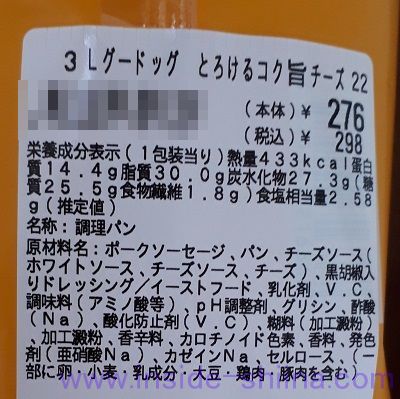 3Lグードッグ とろけるコク旨チーズ22
(本体)¥ 276
(税込)¥ 298
栄養成分表示(1包装当り)熱量433kcal蛋白
質14.4g脂質30.0g炭水化物27.3g(糖
質25.5g食物繊維1.8g)食塩相当量2.58
g(推定値)
名称:調理パン
原材料名:ポークソーセージ、パン、チーズソース(
ホワイトソース、チーズソース、チーズ)、黒胡椒入
りドレッシング/イーストフード、乳化剤、V.C、
調味料(アミノ酸等)、pH調整剤、グリシン、酢酸
(Na)、酸化防止剤(V.C)、糊料(加工澱粉)、
加工澱粉、香辛料、カロチノイド色素、香料、発色
剤(亜硝酸Na)、カゼインNa、セルロース、(一
部に卵・小麦・乳成分・大豆・鶏肉・豚肉を含む)
www.inside-shiina.com